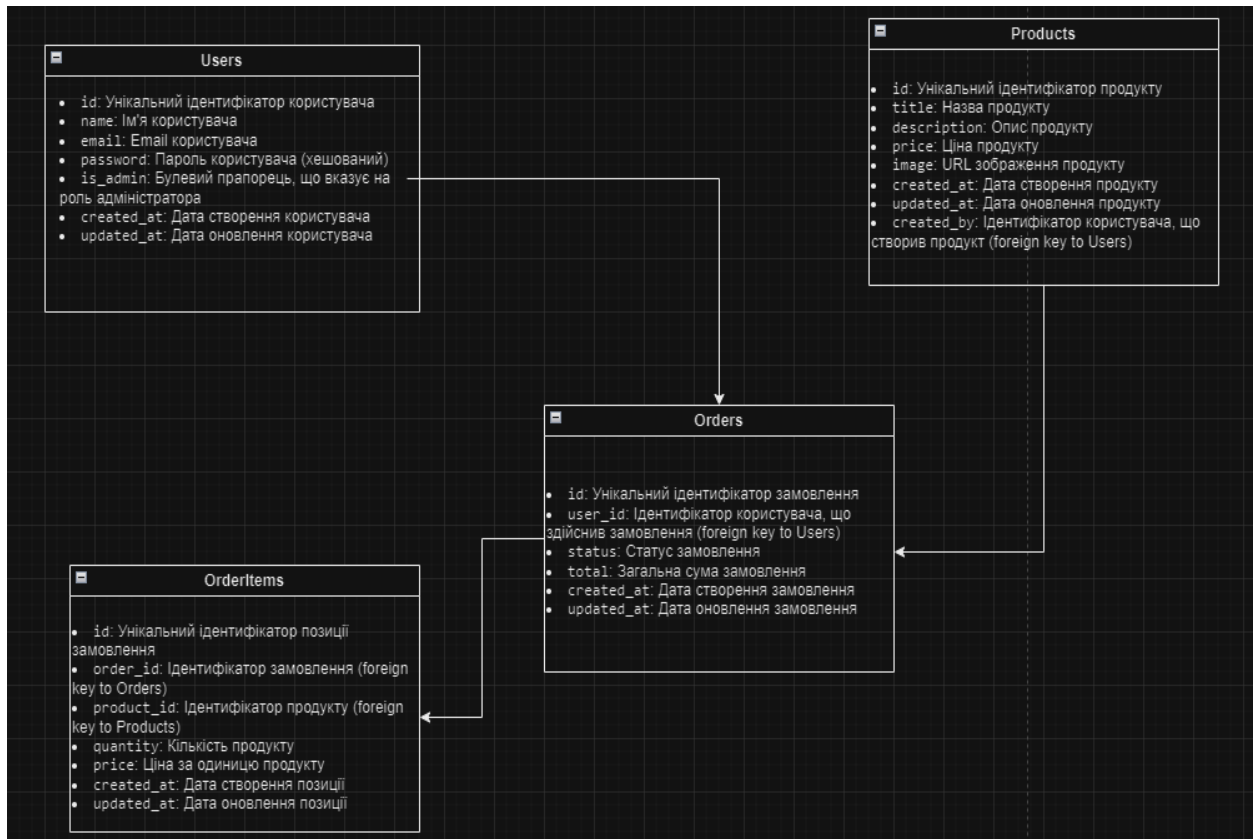 Users
id: Унікальний ідентифікатор користувача
name: Ім'я користувача
email: Email користувача
password: Пароль користувача (хешований)
is_admin: Булевий прапорець, що вказує на
роль адміністратора
created_at: Дата створення користувача
updated_at: Дата оновлення користувача
Products
id: Унікальний ідентифікатор продукту
title: Назва продукту
description: Опис продукту
price: Ціна продукту
image: URL зображення продукту
created_at: Дата створення продукту
updated_at: Дата оновлення продукту
created_by: Ідентифікатор користувача, що
створив продукт (foreign key to Users)
Orders
id: Унікальний ідентифікатор замовлення
user_id: Ідентифікатор користувача, що
здійснив замовлення (foreign key to Users)
status: Статус замовлення
total: Загальна сума замовлення
created_at: Дата створення замовлення
updated_at: Дата оновлення замовлення
OrderItems
id: Унікальний ідентифікатор позиції
замовлення
order_id: Ідентифікатор замовлення (foreign
key to Orders)
product_id: Ідентифікатор продукту (foreign
key to Products)
quantity: Кількість продукту
price: Ціна за одиницю продукту
created_at: Дата створення позиції
updated_at: Дата оновлення позиції